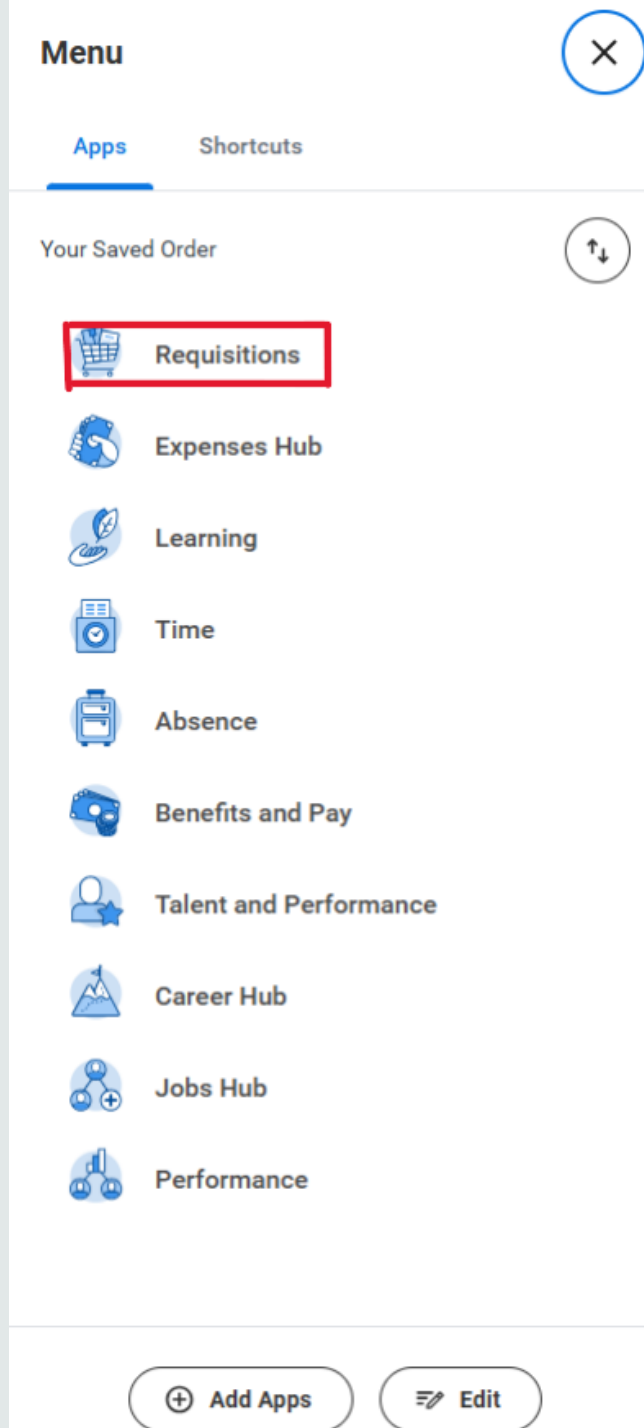 Menu
Apps Shortcuts
Your Saved Order
Requisitions
Expenses Hub
Learning
Time
Absence
Benefits and Pay
Talent and Performance
Career Hub
Jobs Hub
Performance
Add Apps Edit